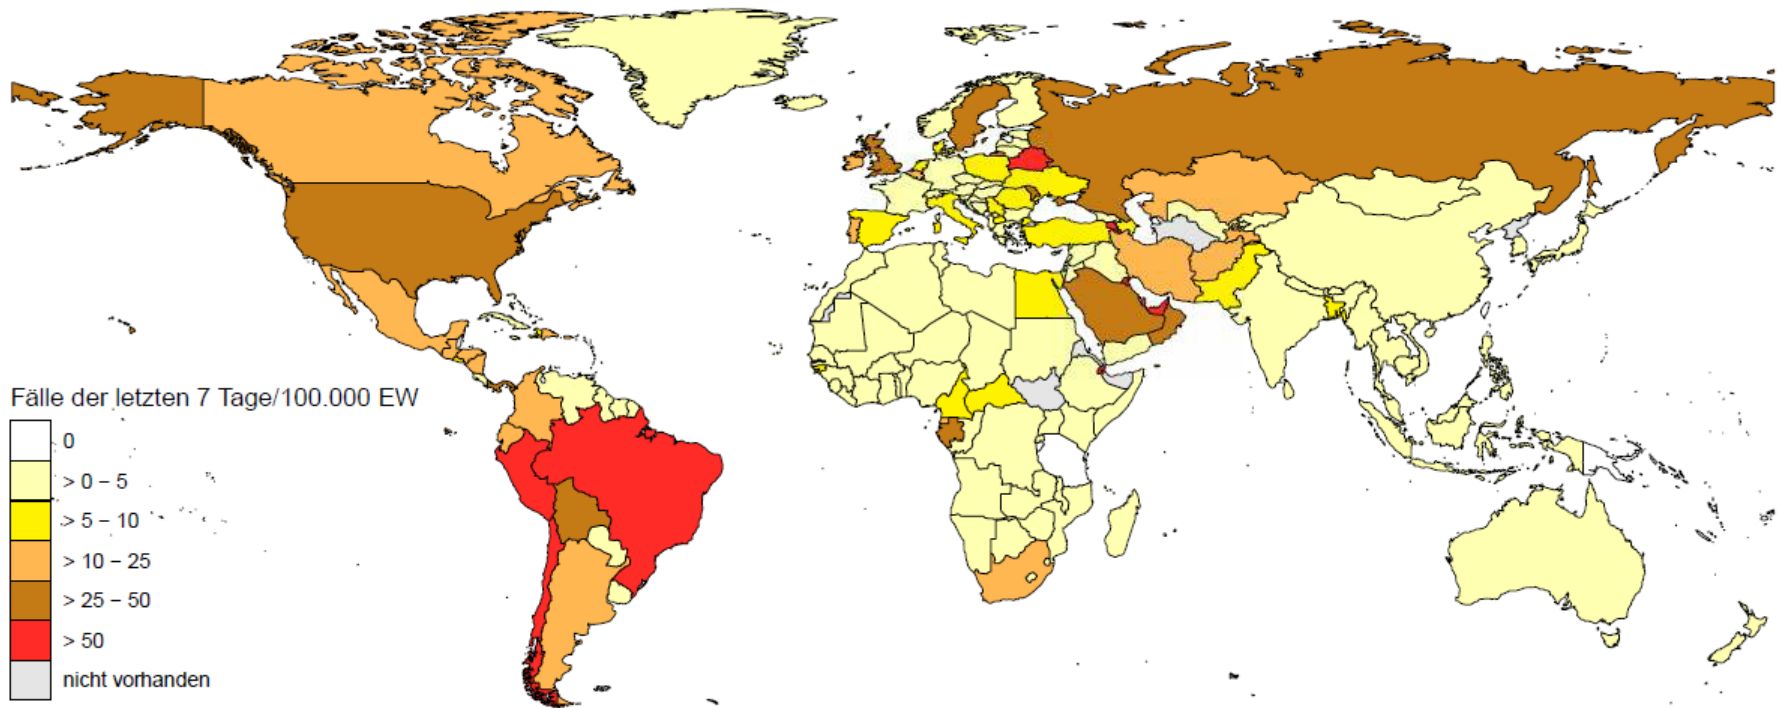 Fälle der letzten 7 Tage/100.000 EW
0
> 0 – 5
> 5 – 10
> 10 – 25
> 25 – 50
> 50
nicht vorhanden